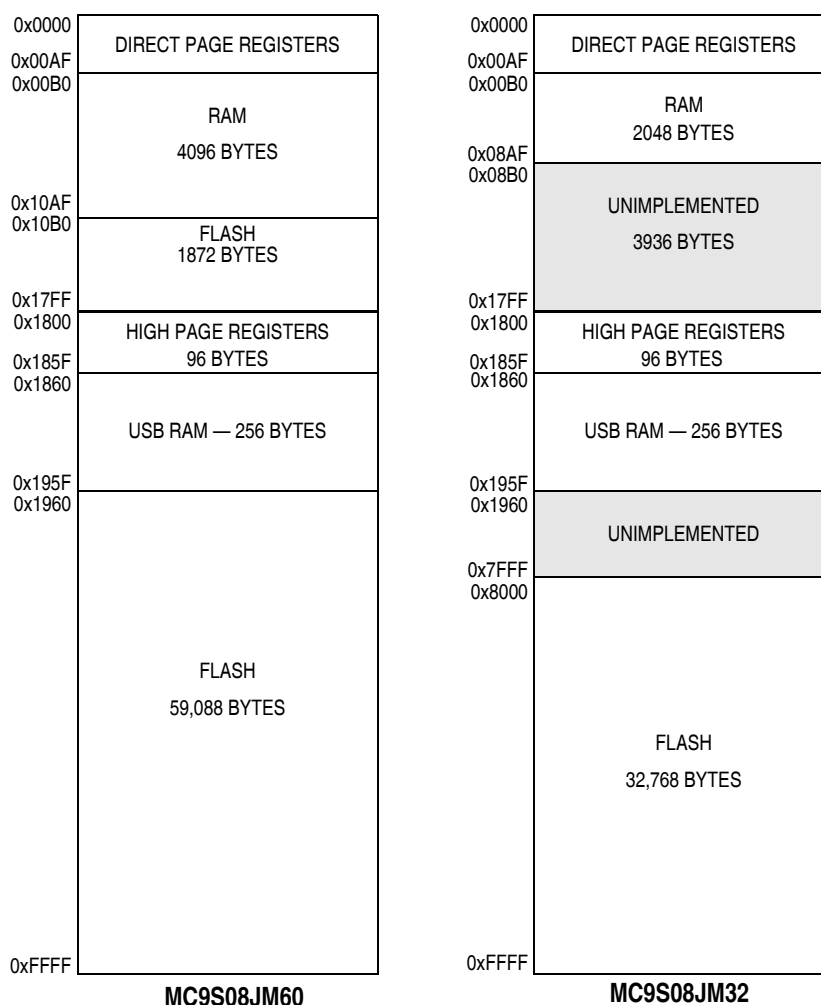 0x0000
DIRECT PAGE REGISTERS
0x00AF
0x00B0
RAM
4096 BYTES
0x10AF
0x10B0
FLASH
1872 BYTES
0x17FF
0x1800
HIGH PAGE REGISTERS
96 BYTES
0x185F
0x1860
USB RAM — 256 BYTES
0x195F
0x1960
FLASH
59,088 BYTES
0xFFFF
MC9S08JM60
0x0000
DIRECT PAGE REGISTERS
0x00AF
0x00B0
RAM
2048 BYTES
0x08AF
0x08B0
UNIMPLEMENTED
3936 BYTES
0x17FF
0x1800
HIGH PAGE REGISTERS
96 BYTES
0x185F
0x1860
USB RAM — 256 BYTES
0x195F
0x1960
UNIMPLEMENTED
0x7FFF
0x8000
FLASH
32,768 BYTES
0xFFFF
MC9S08JM32